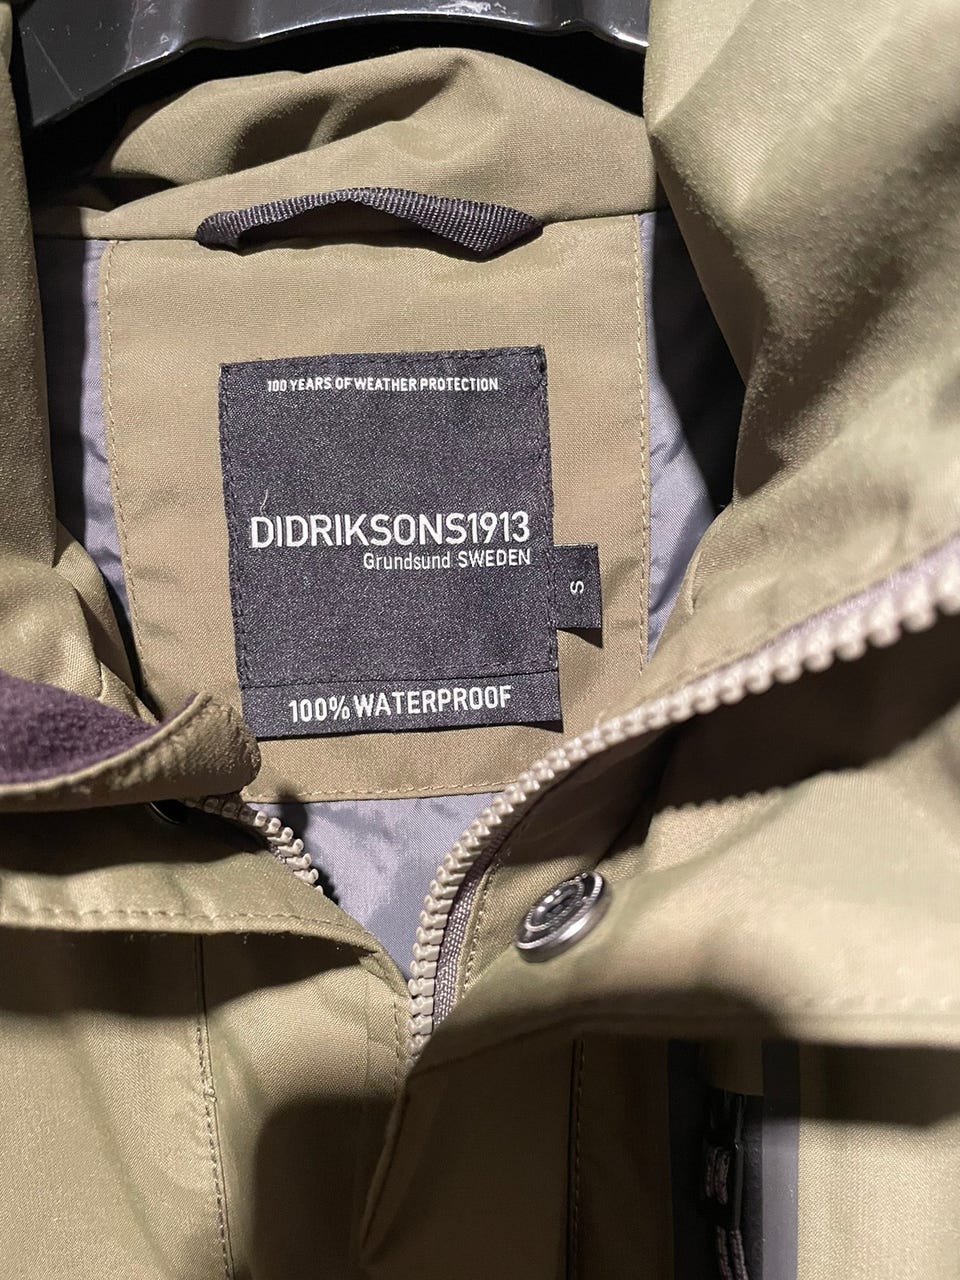 100 YEARS OF WEATHER PROTECTION
DIDRIKSONS1913
Grundsund SWEDEN
S
100% WATERPROOF